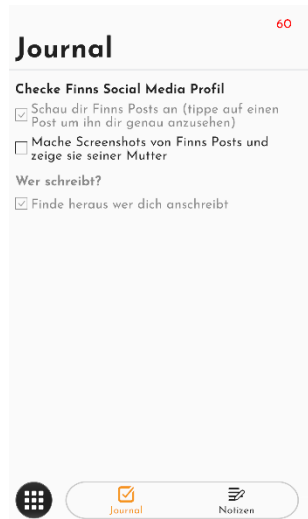 60
Journal
Checke Finns Social Media Profil
Schau dir Finns Posts an (tippe auf einen
Post um ihn dir genau anzusehen)
Mache Screenshots von Finns Posts und
zeige sie seiner Mutter
Wer schreibt?
Finde heraus wer dich anschreibt
Journal
Notizen